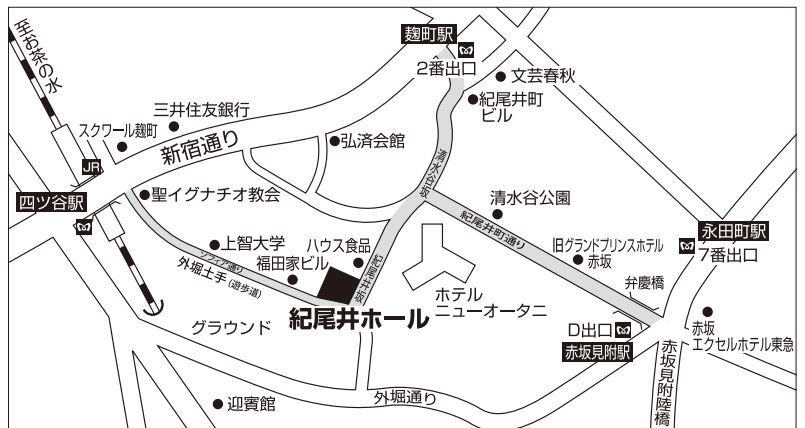 至お茶の水
麹町駅
2番出口
文芸春秋
紀尾井町
ビル
三井住友銀行
スクワール麹町
新宿通り
弘済会館
JR
四ツ谷駅
聖イグナチオ教会
清水谷坂
清水谷公園
紀尾井町通り
永田町駅
7番出口
上智大学
ソフィア通り
ハウス食品
福田家ビル
外堀土手(遊歩道)
紀尾井坂
旧グランドプリンスホテル
赤坂
弁慶橋
ホテル
ニューオータニ
グラウンド
紀尾井ホール
D出口
赤坂見附駅
赤坂
エクセルホテル東急
赤坂見附陸橋
外堀通り
迎賓館